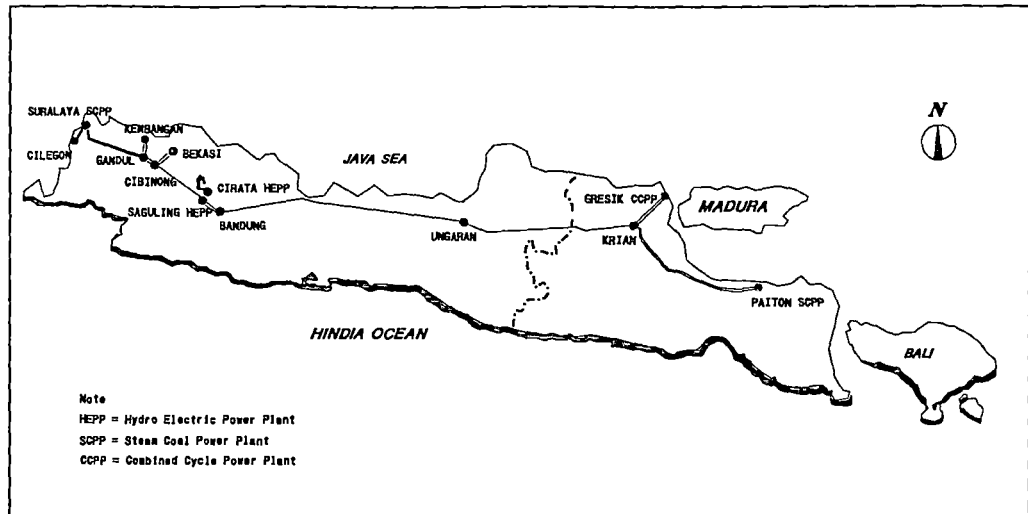 N
SURALAYA SCPP
KEMBANGAN
CILEGON
GANDUL
BEKASI
CIBINONG
JAVA SEA
CIRATA HEPP
SAGULING HEPP
BANDUNG
UNGARAN
GRESIK CCPP
MADURA
KRIAN
PAITON SCPP
HINDIA OCEAN
BALI
Note
HEPP = Hydro Electric Power Plant
SCPP = Steam Coal Power Plant
CCPP = Combined Cycle Power Plant